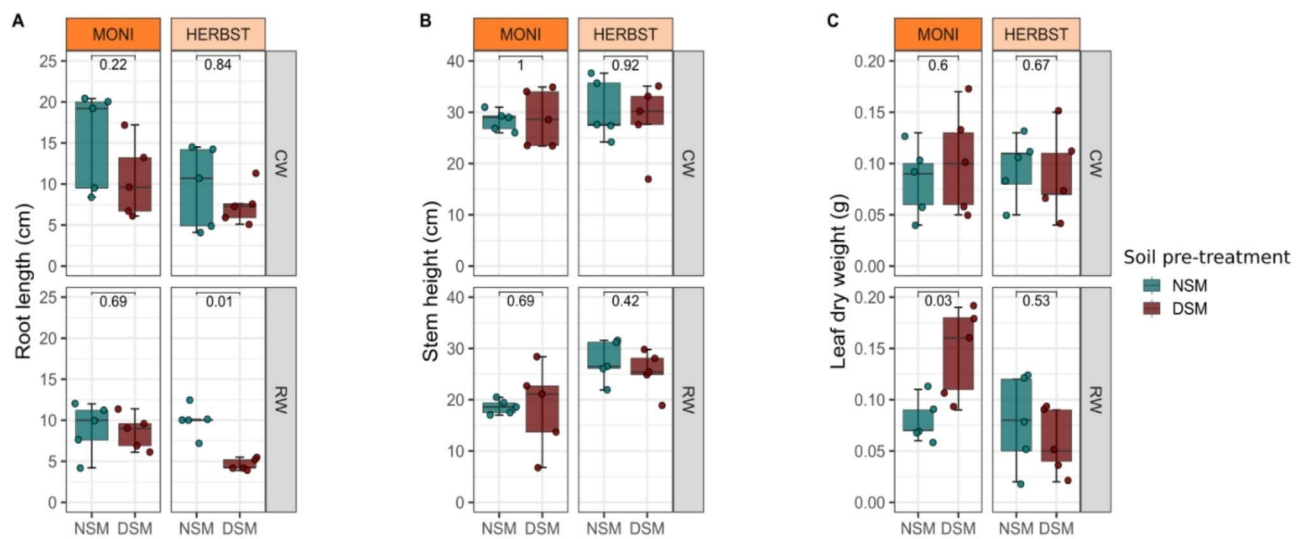 A
MONI
HERBST
Root length (cm)
25
20
15
10
5
0
0.22
0.84
CW
25
20
15
10
5
0
0.69
0.01
RW
NSM DSM
NSM DSM
B
MONI
HERBST
Stem height (cm)
40
30
20
10
0
1
0.92
CW
40
30
20
10
0
0.69
0.42
RW
NSM DSM
NSM DSM
C
MONI
HERBST
Leaf dry weight (g)
0.20
0.15
0.10
0.05
0.00
0.6
0.67
CW
0.20
0.15
0.10
0.05
0.00
0.03
0.53
RW
NSM DSM
NSM DSM
Soil pre-treatment
NSM
DSM